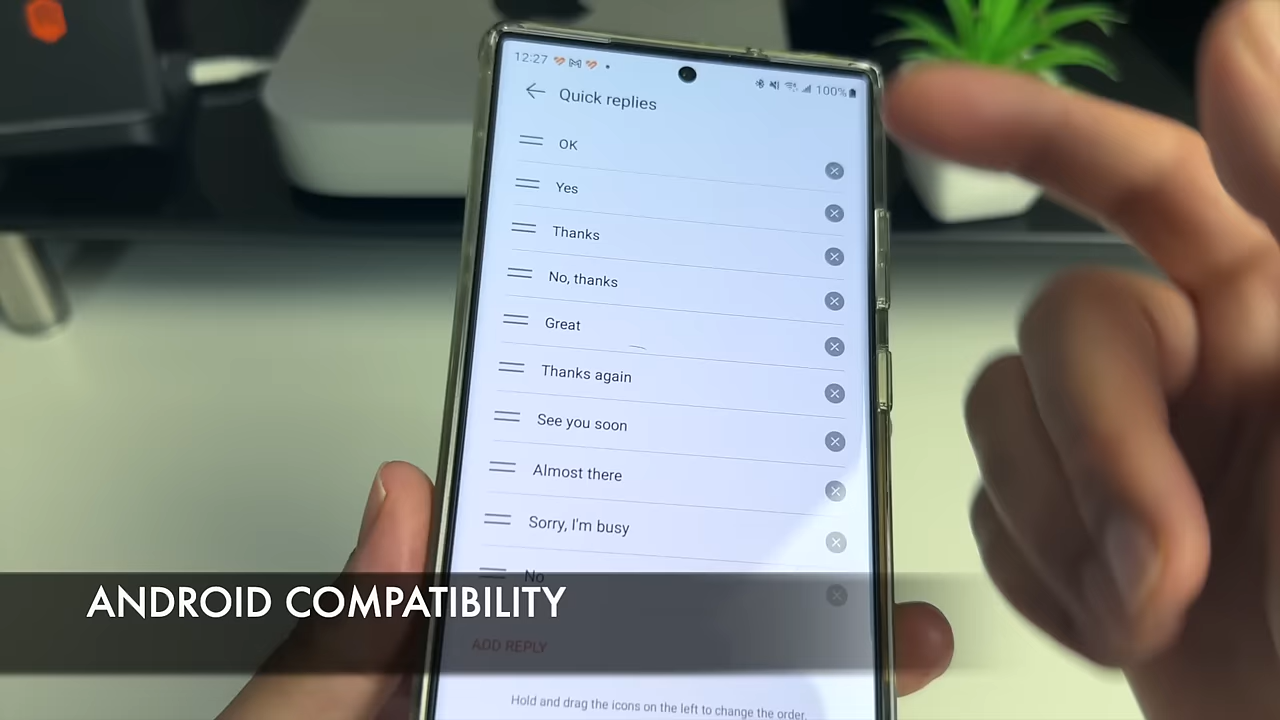 12:27
100%
Quick replies
OK
Yes
Thanks
No, thanks
Great
Thanks again
See you soon
Almost there
Sorry, I'm busy
No
ANDROID COMPATIBILITY
ADD REPLY
Hold and drag the icons on the left to change the order.